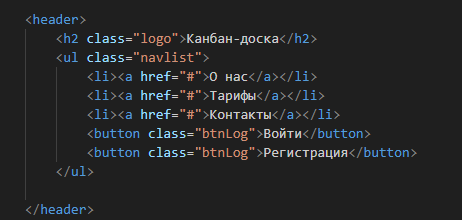 <header>
<h2 class="logo">Канбан-доска</h2>
<ul class="navlist">
<li><a href="#">О нас</a></li>
<li><a href="#">Тарифы</a></li>
<li><a href="#">Контакты</a></li>
<button class="btnLog">Войти</button>
<button class="btnLog">Регистрация</button>
</ul>
</header>